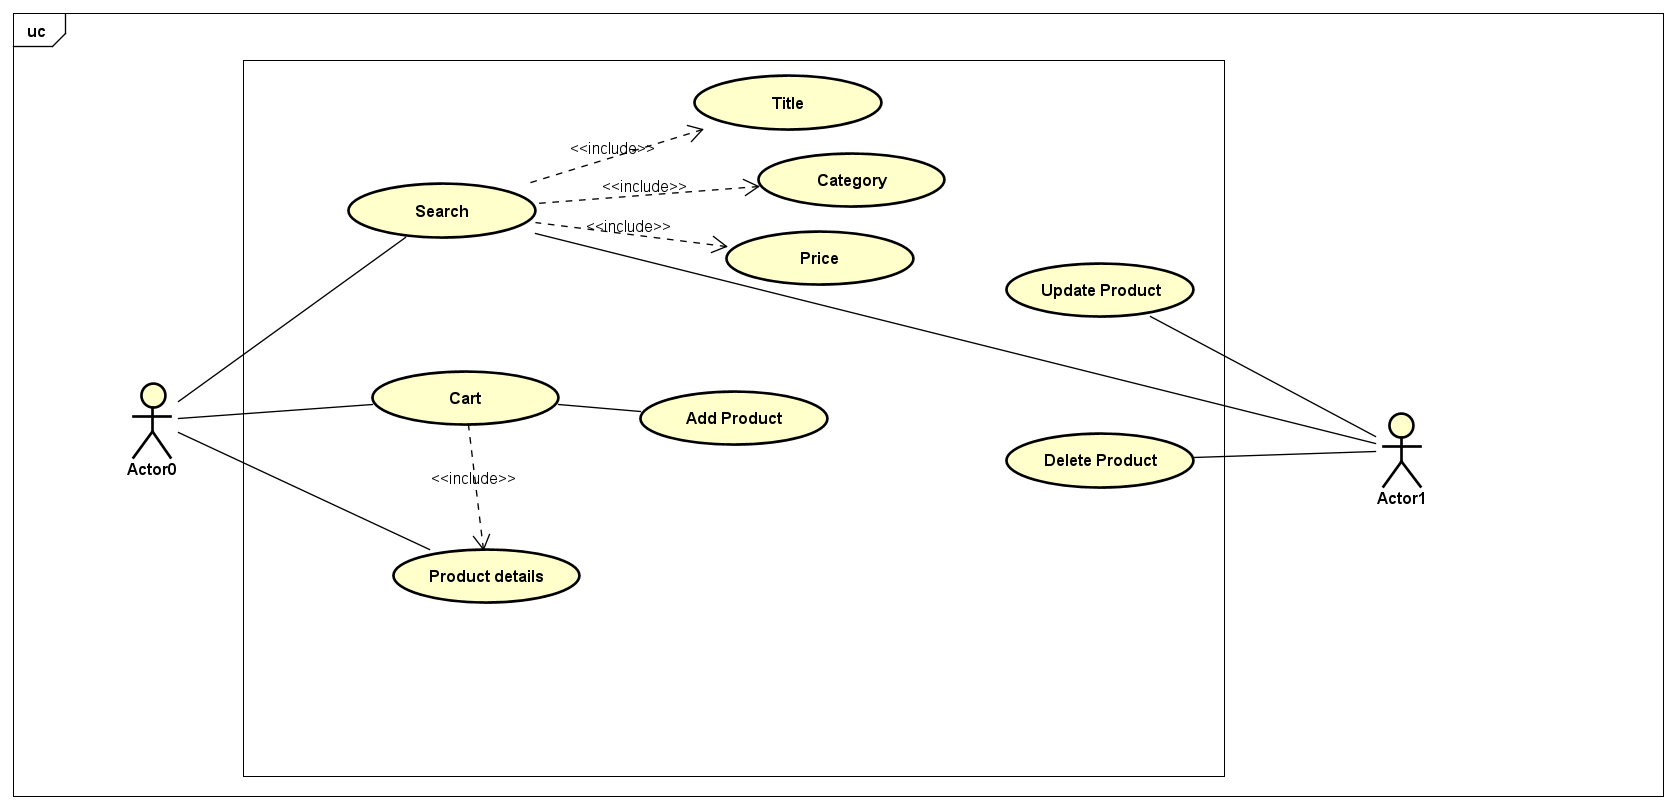 uc
Title
<<include>>
Category
<<include>>
Search
<<include>>
Price
Update Product
Cart
Add Product
Actor0
Delete Product
<<include>>
Actor1
Product details